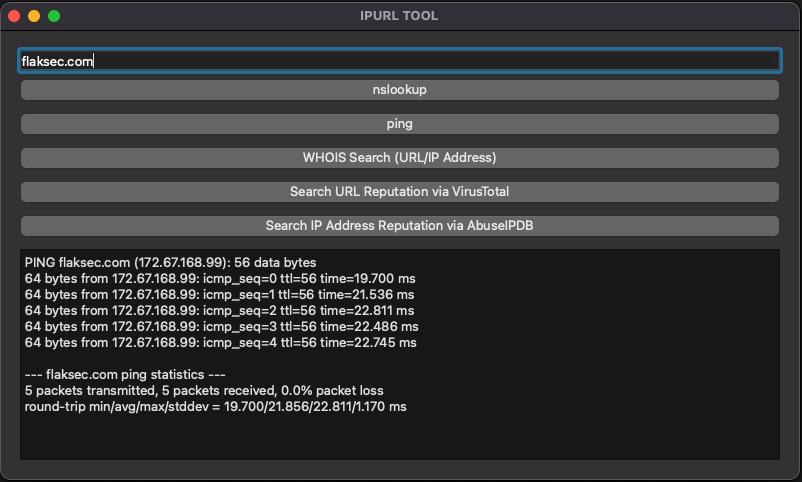 IPURL TOOL
flaksec.com
nslookup
ping
WHOIS Search (URL/IP Address)
Search URL Reputation via VirusTotal
Search IP Address Reputation via AbuseIPDB
PING flaksec.com (172.67.168.99): 56 data bytes
64 bytes from 172.67.168.99: icmp_seq=0 ttl=56 time=19.700 ms
64 bytes from 172.67.168.99: icmp_seq=1 ttl=56 time=21.536 ms
64 bytes from 172.67.168.99: icmp_seq=2 ttl=56 time=22.811 ms
64 bytes from 172.67.168.99: icmp_seq=3 ttl=56 time=22.486 ms
64 bytes from 172.67.168.99: icmp_seq=4 ttl=56 time=22.745 ms
--- flaksec.com ping statistics ---
5 packets transmitted, 5 packets received, 0.0% packet loss
round-trip min/avg/max/stddev = 19.700/21.856/22.811/1.170 ms